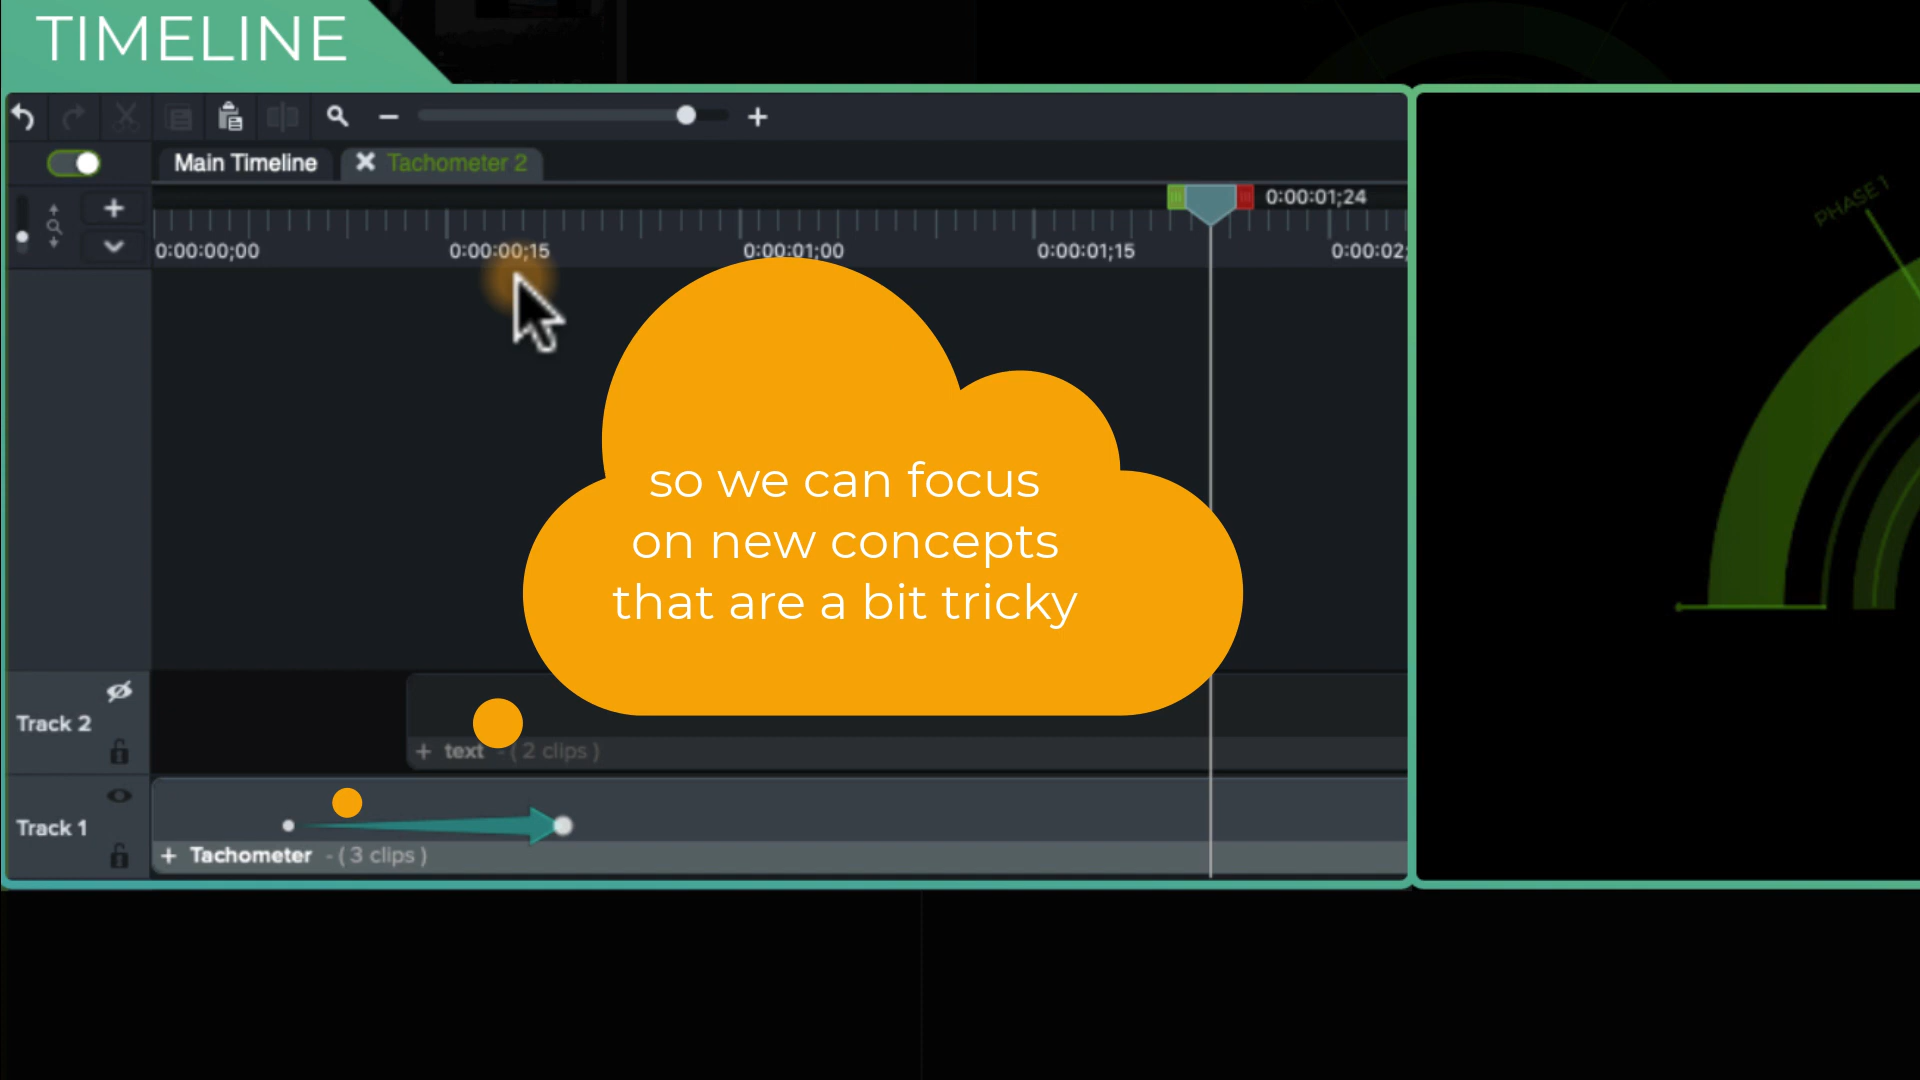 TIMELINE
Main Timeline
Tachometer 2
0:00:01;24
0:00:00;00
0:00:00;15
0:00:01;00
0:00:01;15
0:00:02;
PHASE 1
so we can focus
on new concepts
that are a bit tricky
Track 2
+ text - ( 2 clips )
Track 1
+ Tachometer - ( 3 clips )